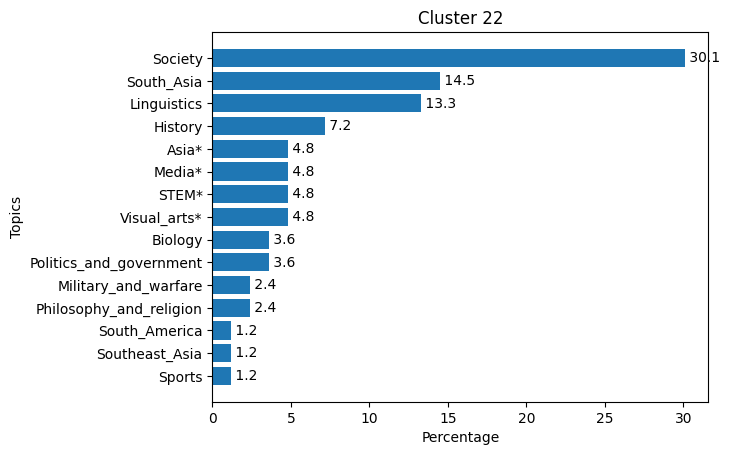 Cluster 22
Topics
Society 30.1
South_Asia 14.5
Linguistics 13.3
History 7.2
Asia* 4.8
Media* 4.8
STEM* 4.8
Visual_arts* 4.8
Biology 3.6
Politics_and_government 3.6
Military_and_warfare 2.4
Philosophy_and_religion 2.4
South_America 1.2
Southeast_Asia 1.2
Sports 1.2
0 5 10 15 20 25 30
Percentage